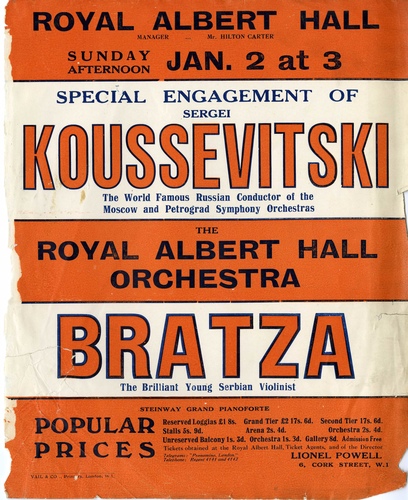 ROYAL ALBERT HALL
MANAGER ... Mr. HILTON CARTER
SUNDAY
AFTERNOON JAN. 2 at 3
SPECIAL ENGAGEMENT OF
SERGEI
KOUSSEVITSKI
The World Famous Russian Conductor of the
Moscow and Petrograd Symphony Orchestras
THE
ROYAL ALBERT HALL
ORCHESTRA
BRATZA
The Brilliant Young Serbian Violinist
STEINWAY GRAND PIANOFORTE
POPULAR
PRICES
Reserved Loggias £1 8s. Grand Tier £2 17s. 6d. Second Tier 17s. 6d.
Stalls 5s. 9d. Arena 2s. 4d. Orchestra 2s. 4d.
Unreserved Balcony 1s. 3d. Orchestra 1s. 3d. Gallery 8d. Admission Free
Tickets obtained at the Royal Albert Hall, Ticket Agents, and of the Director
LIONEL POWELL,
6, CORK STREET, W.1
VAIL & CO London, E.C.